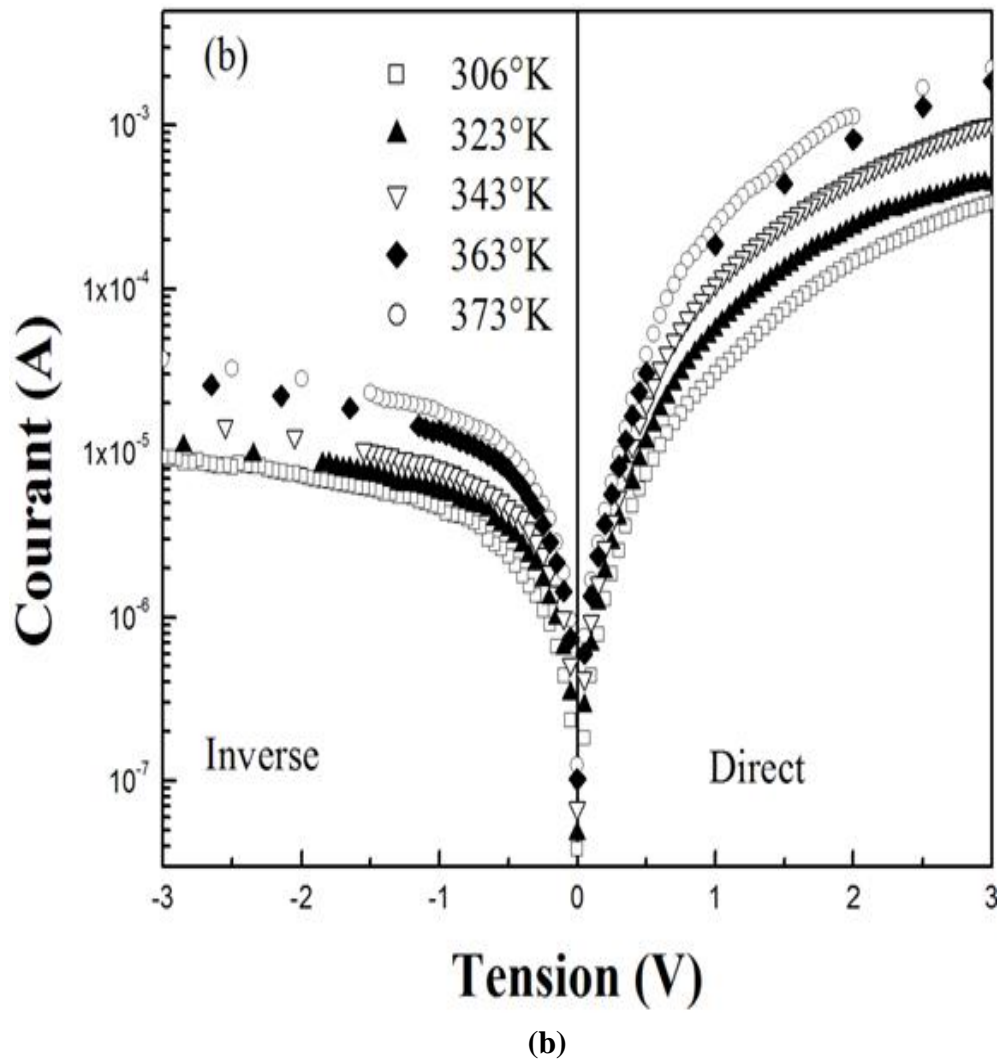 (b)
306°K
323°K
343°K
363°K
373°K
10⁻³
1x10⁻⁴
1x10⁻⁵
10⁻⁶
10⁻⁷
Courant (A)
Inverse
Direct
-3 -2 -1 0 1 2 3
Tension (V)
(b)